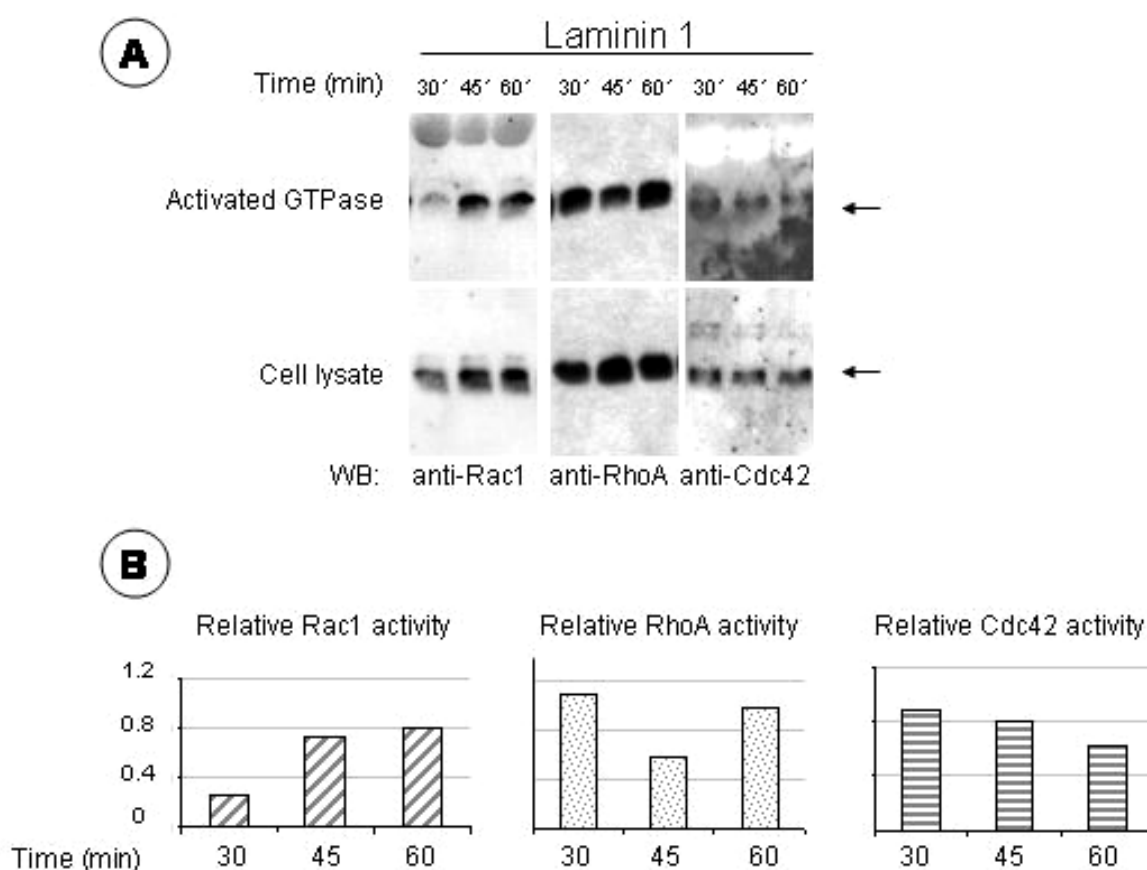 A
Laminin 1
Time (min) 30´ 45´ 60´ 30´ 45´ 60´ 30´ 45´ 60´
Activated GTPase
Cell lysate
WB: anti-Rac1 anti-RhoA anti-Cdc42
B
Relative Rac1 activity Relative RhoA activity Relative Cdc42 activity
1.2
0.8
0.4
0
Time (min) 30 45 60 30 45 60 30 45 60